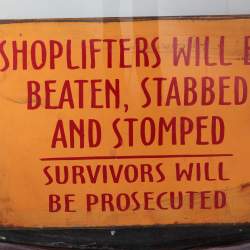 SHOPLIFTERS WILL B
BEATEN, STABBED
AND STOMPED
SURVIVORS WILL
BE PROSECUTED